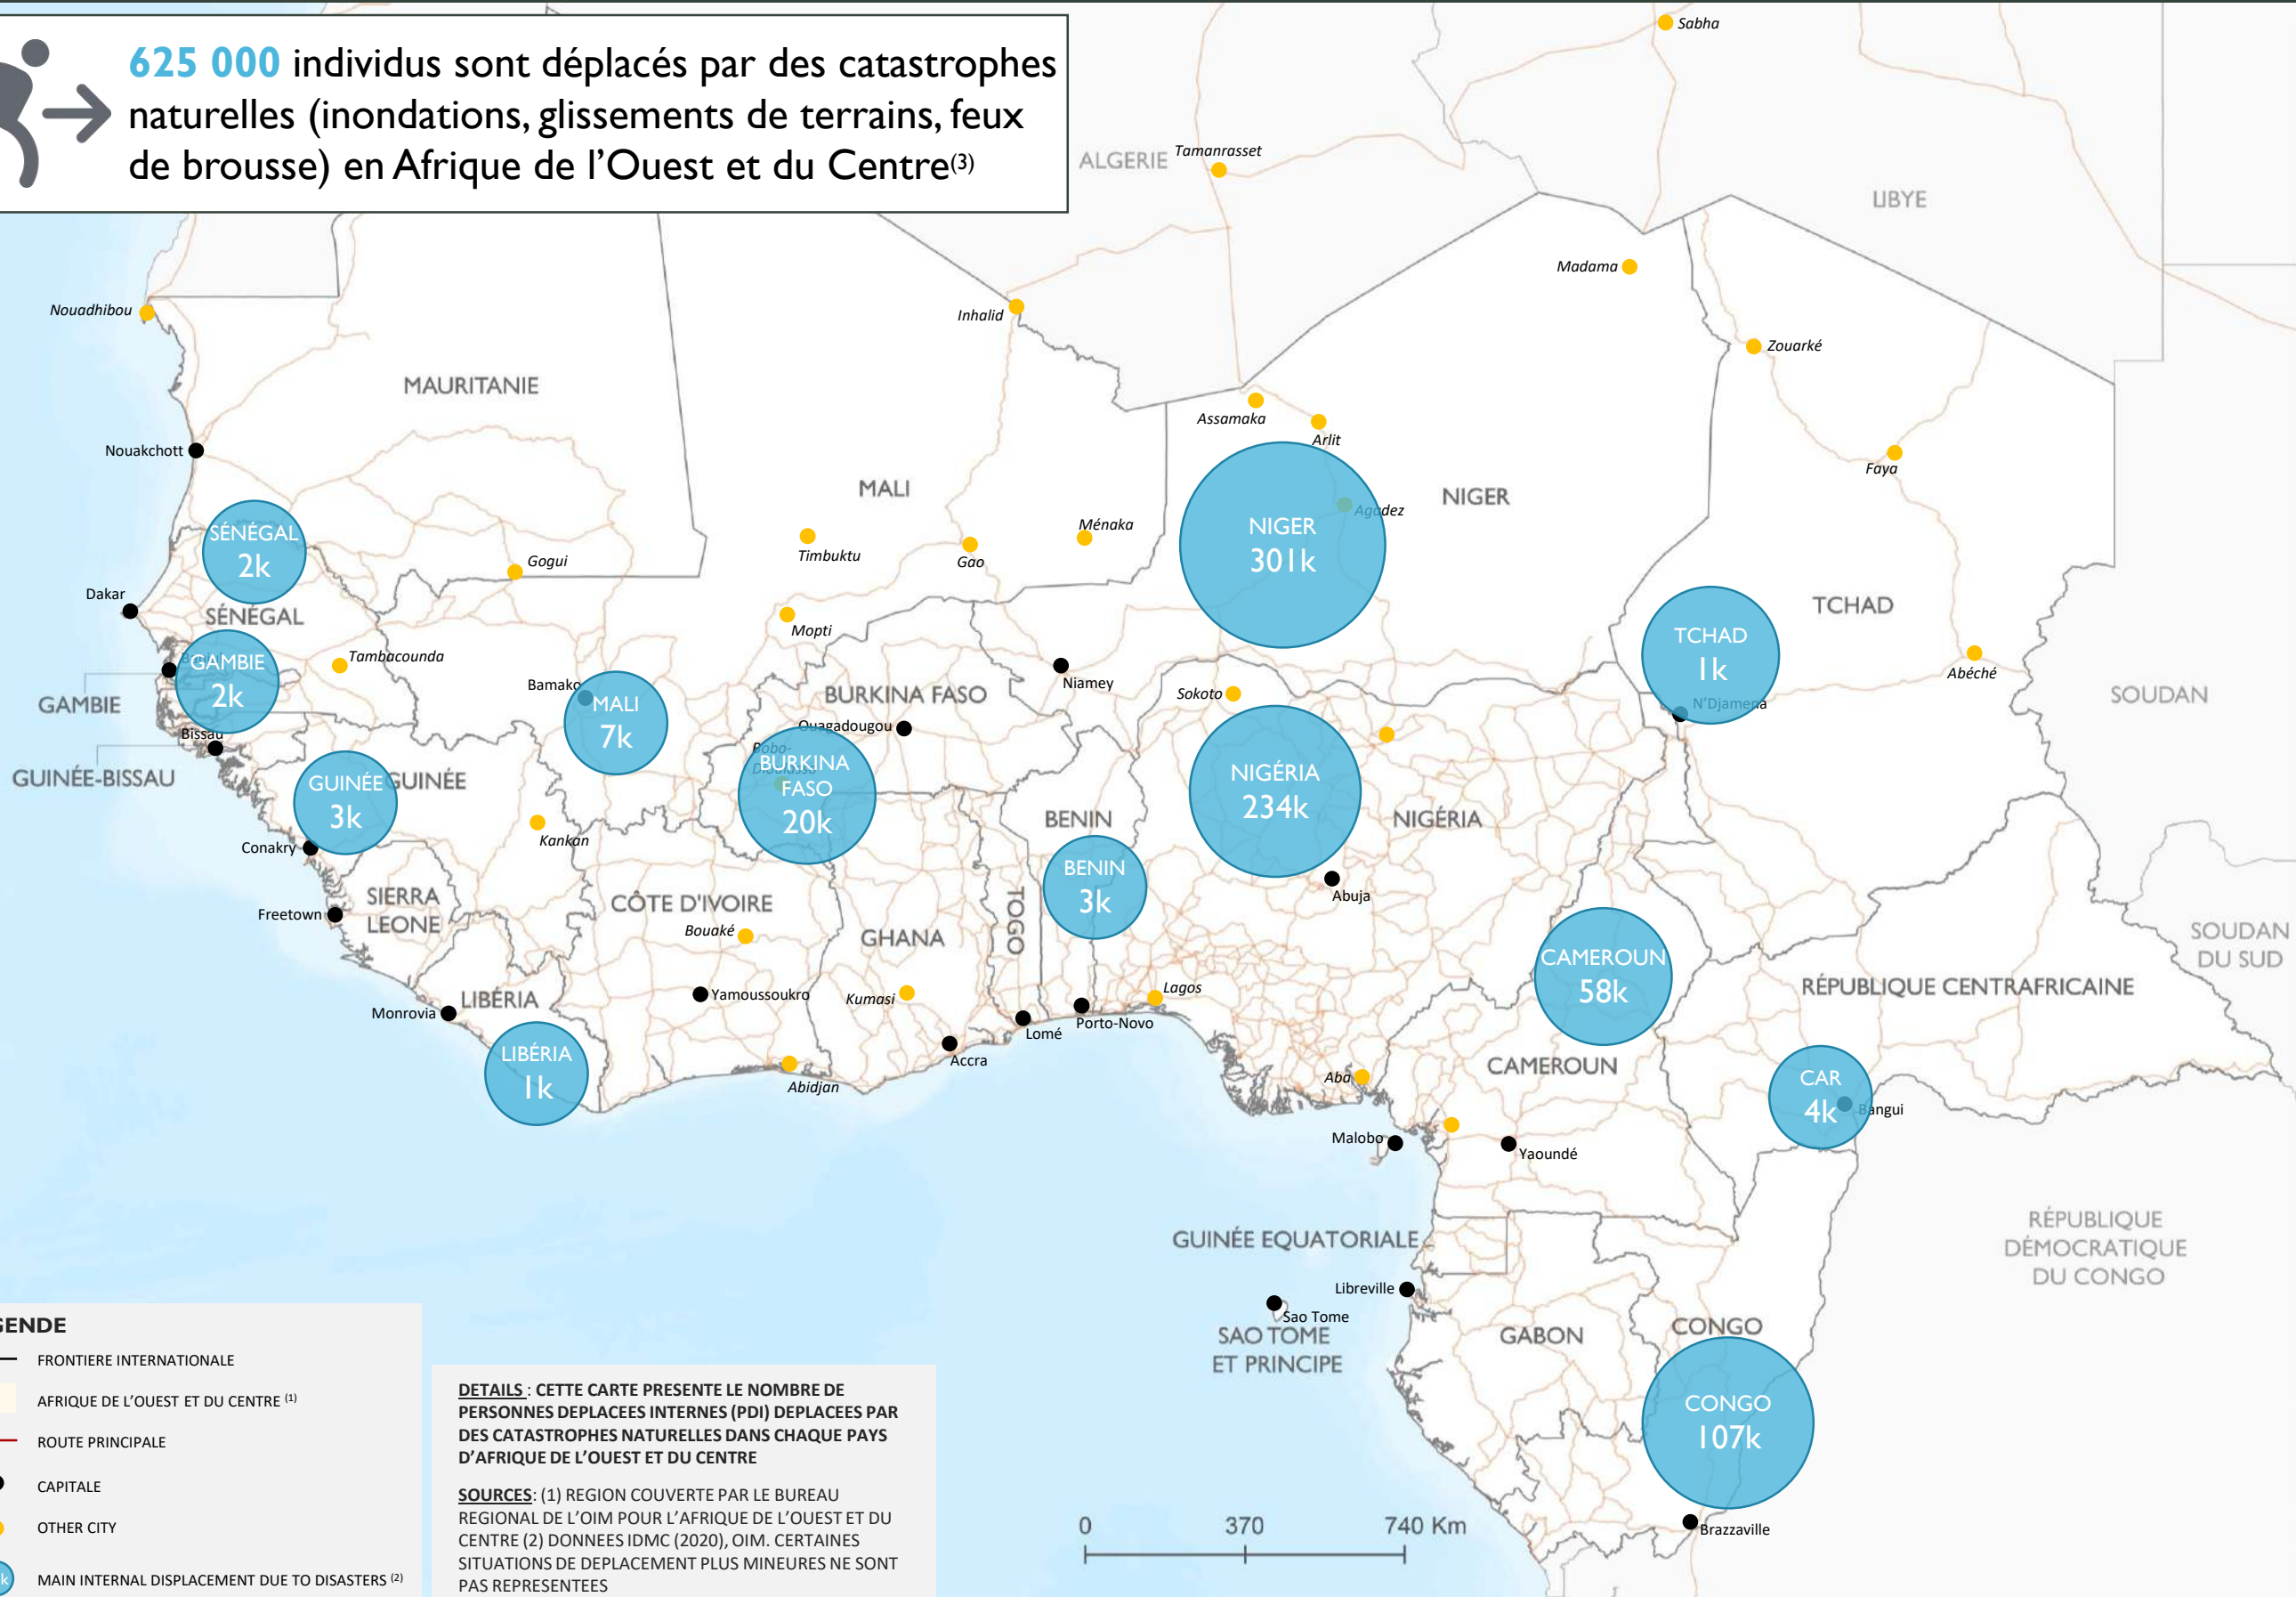 625 000 individus sont déplacés par des catastrophes
naturelles (inondations, glissements de terrains, feux
de brousse) en Afrique de l'Ouest et du Centre(3)
Sabha
ALGERIE
Tamanrasset
LIBYE
Madama
Nouadhibou
Inhalid
Zouarké
MAURITANIE
Assamaka
Arlit
Nouakchott
Faya
MALI
NIGER
Agadez
NIGER
301k
Ménaka
Timbuktu
Gao
Gogui
SÉNÉGAL
2k
Dakar
SÉNÉGAL
TCHAD
TCHAD
1k
N'Djamena
Mopti
Tambacounda
Abéché
GAMBIE
2k
GAMBIE
Bamako
MALI
7k
BURKINA FASO
Niamey
Sokoto
SOUDAN
Ouagadougou
Bissau
GUINÉE-BISSAU
Bobo-
Dioulasso
BURKINA
FASO
20k
NIGÉRIA
234k
GUINÉE
3k
GUINÉE
BENIN
NIGÉRIA
Kankan
Conakry
BENIN
3k
Abuja
SIERRA
LEONE
Freetown
CÔTE D'IVOIRE
Bouaké
GHANA
TOGO
SOUDAN
DU SUD
CAMEROUN
58k
RÉPUBLIQUE CENTRAFRICAINE
LIBÉRIA
Monrovia
Yamoussoukro
Kumasi
Lagos
Lomé
Porto-Novo
LIBÉRIA
1k
Accra
Abidjan
CAMEROUN
Aba
CAR
4k
Bangui
Malobo
Yaoundé
GUINÉE EQUATORIALE
RÉPUBLIQUE
DÉMOCRATIQUE
DU CONGO
Libreville
Sao Tome
SAO TOME
ET PRINCIPE
GABON
CONGO
CONGO
107k
Brazzaville
0 370 740 Km
GENDE
FRONTIERE INTERNATIONALE
AFRIQUE DE L'OUEST ET DU CENTRE (1)
ROUTE PRINCIPALE
CAPITALE
OTHER CITY
k MAIN INTERNAL DISPLACEMENT DUE TO DISASTERS (2)
DETAILS : CETTE CARTE PRESENTE LE NOMBRE DE
PERSONNES DEPLACEES INTERNES (PDI) DEPLACEES PAR
DES CATASTROPHES NATURELLES DANS CHAQUE PAYS
D'AFRIQUE DE L'OUEST ET DU CENTRE
SOURCES: (1) REGION COUVERTE PAR LE BUREAU
REGIONAL DE L'OIM POUR L'AFRIQUE DE L'OUEST ET DU
CENTRE (2) DONNEES IDMC (2020), OIM. CERTAINES
SITUATIONS DE DEPLACEMENT PLUS MINEURES NE SONT
PAS REPRESENTEES